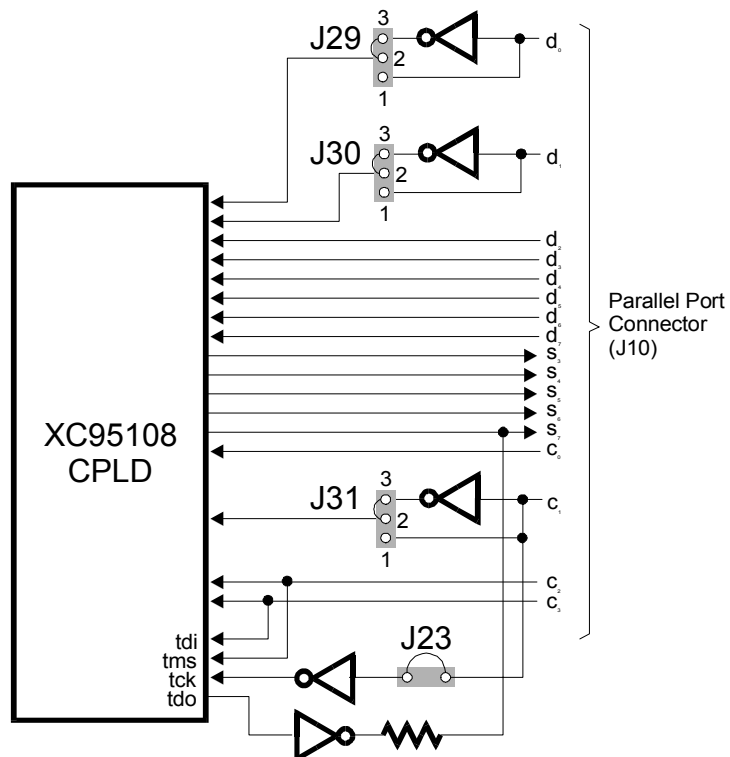 J29
3
2
1
d₀
J30
3
2
1
d₁
d₂
d₃
d₄
d₅
d₆
d₇
s₃
s₄
s₅
s₆
s₇
c₀
Parallel Port
Connector
(J10)
XC95108
CPLD
J31
3
2
1
c₁
c₂
c₃
J23
tdi
tms
tck
tdo